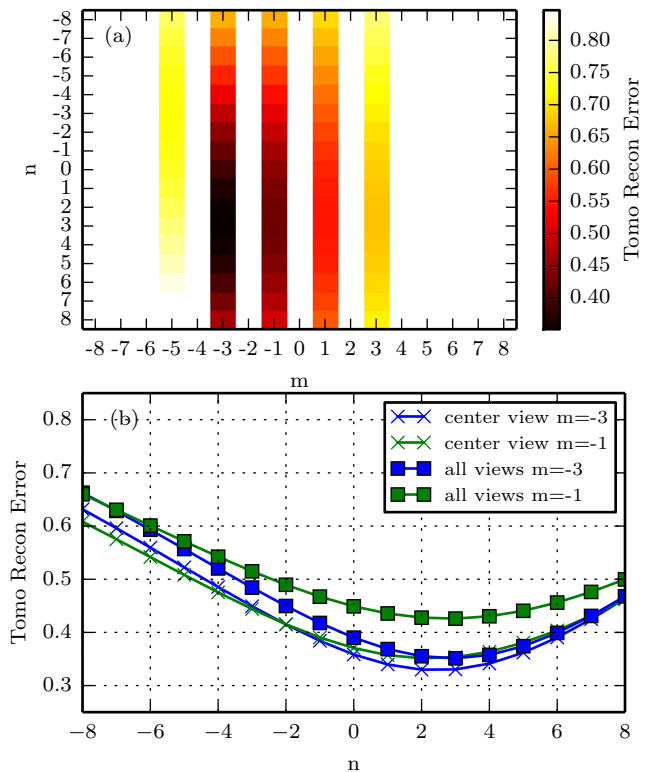 (a)
-8
-7
-6
-5
-4
-3
-2
-1
0
1
2
3
4
5
6
7
8
n
-8 -7 -6 -5 -4 -3 -2 -1 0 1 2 3 4 5 6 7 8
m
0.80
0.75
0.70
0.65
0.60
0.55
0.50
0.45
0.40
Tomo Recon Error
(b)
center view m=-3
center view m=-1
all views m=-3
all views m=-1
0.8
0.7
0.6
0.5
0.4
0.3
Tomo Recon Error
−8 −6 −4 −2 0 2 4 6 8
n